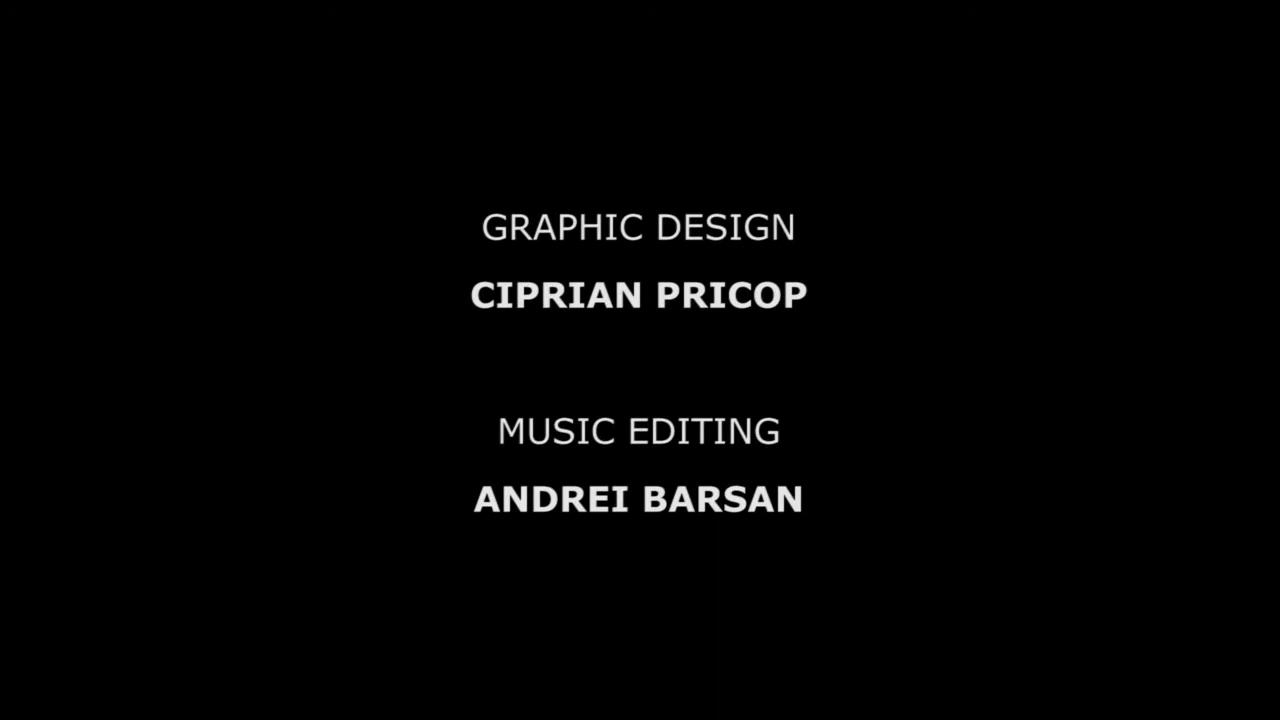 GRAPHIC DESIGN
CIPRIAN PRICOP
MUSIC EDITING
ANDREI BARSAN